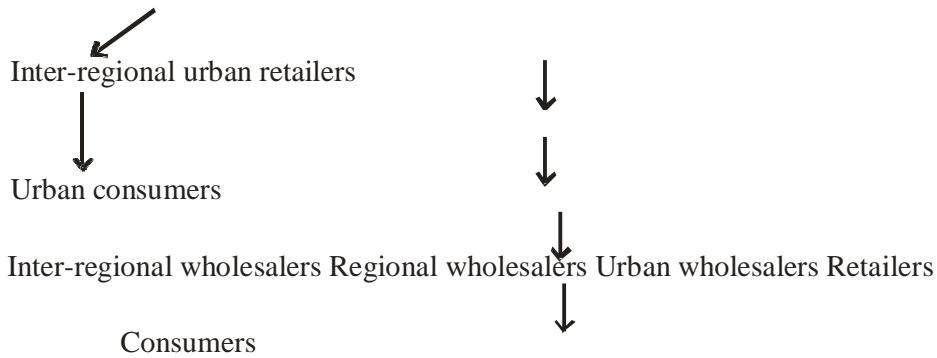 Inter-regional urban retailers
Urban consumers
Inter-regional wholesalers Regional wholesalers Urban wholesalers Retailers
Consumers